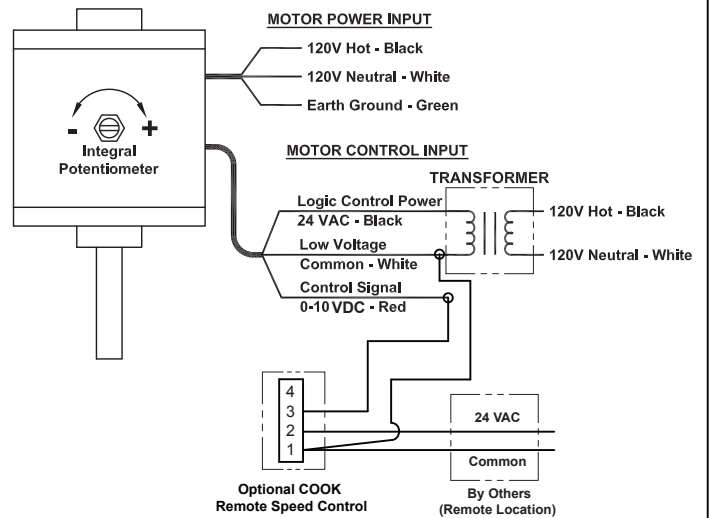 MOTOR POWER INPUT
120V Hot - Black
120V Neutral - White
Earth Ground - Green
- +
Integral
Potentiometer
MOTOR CONTROL INPUT
TRANSFORMER
Logic Control Power
24 VAC - Black
Low Voltage
Common - White
Control Signal
0-10 VDC - Red
120V Hot - Black
120V Neutral - White
4
3
2
1
24 VAC
Common
Optional COOK
Remote Speed Control
By Others
(Remote Location)